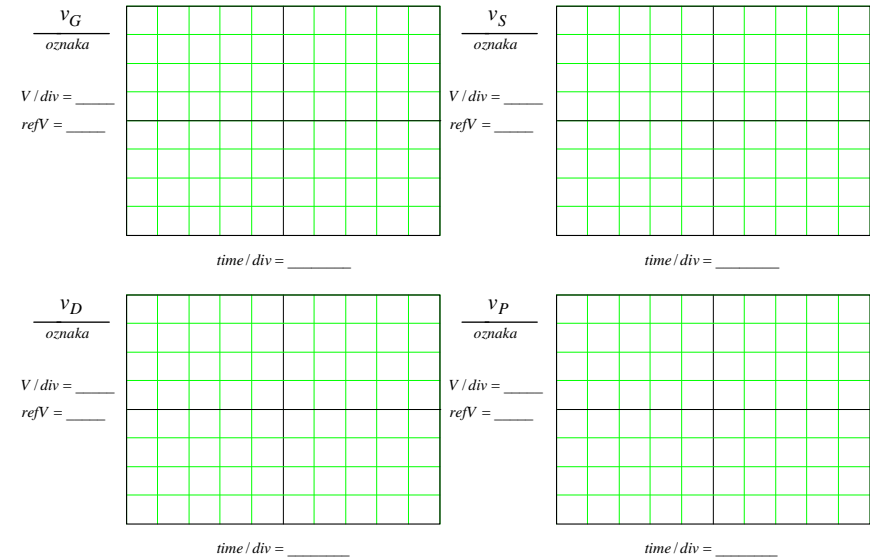 v_G
oznaka
V / div = _____
refV = _____
time / div = ________
v_S
oznaka
V / div = _____
refV = _____
time / div = ________
v_D
oznaka
V / div = _____
refV = _____
time / div = ________
v_P
oznaka
V / div = _____
refV = _____
time / div = ________